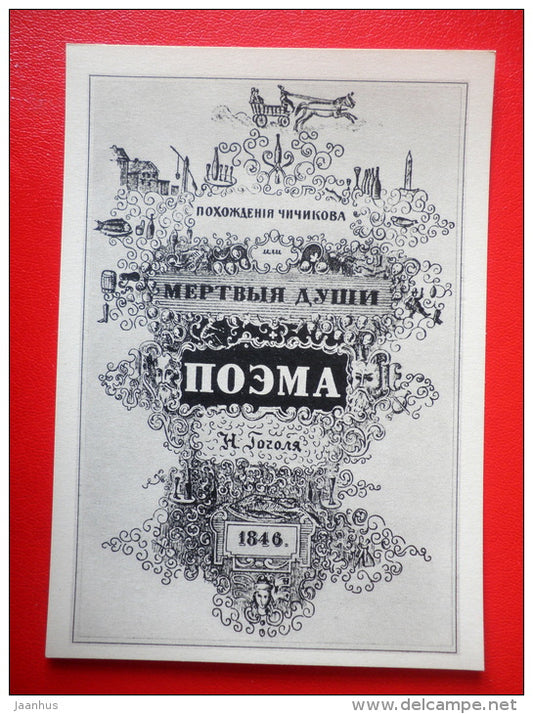 ПОХОЖДЕНІЯ ЧИЧИКОВА
или
МЕРТВЫЯ ДУШИ
ПОЭМА
Н. Гоголя
1846.
jaanhus
www.delcampe.net